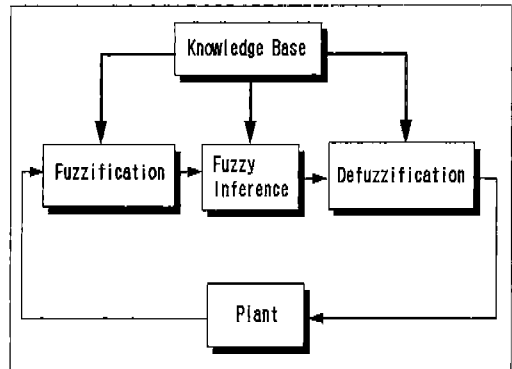 Knowledge Base
Fuzzification
Fuzzy
Inference
Defuzzification
Plant